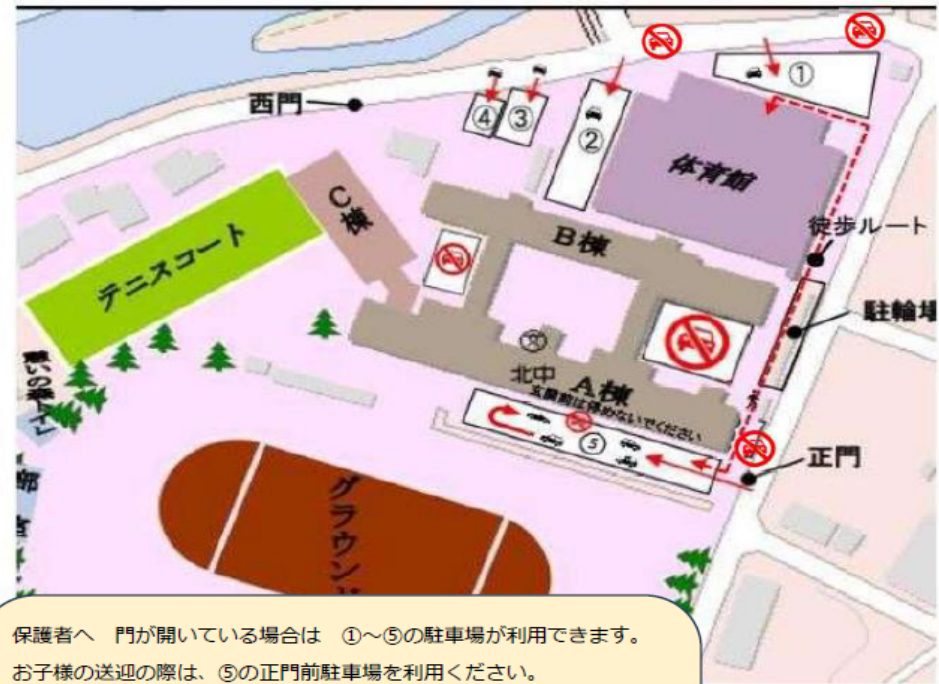 ①
西門
④
③
②
体育館
C棟
B棟
徒歩ルート
テニスコート
駐輪場
文
北中
A棟
玄関前は停めないでください
⑤
正門
グラウンド
保護者へ 門が開いている場合は ①～⑤の駐車場が利用できます。
お子様の送迎の際は、⑤の正門前駐車場を利用ください。